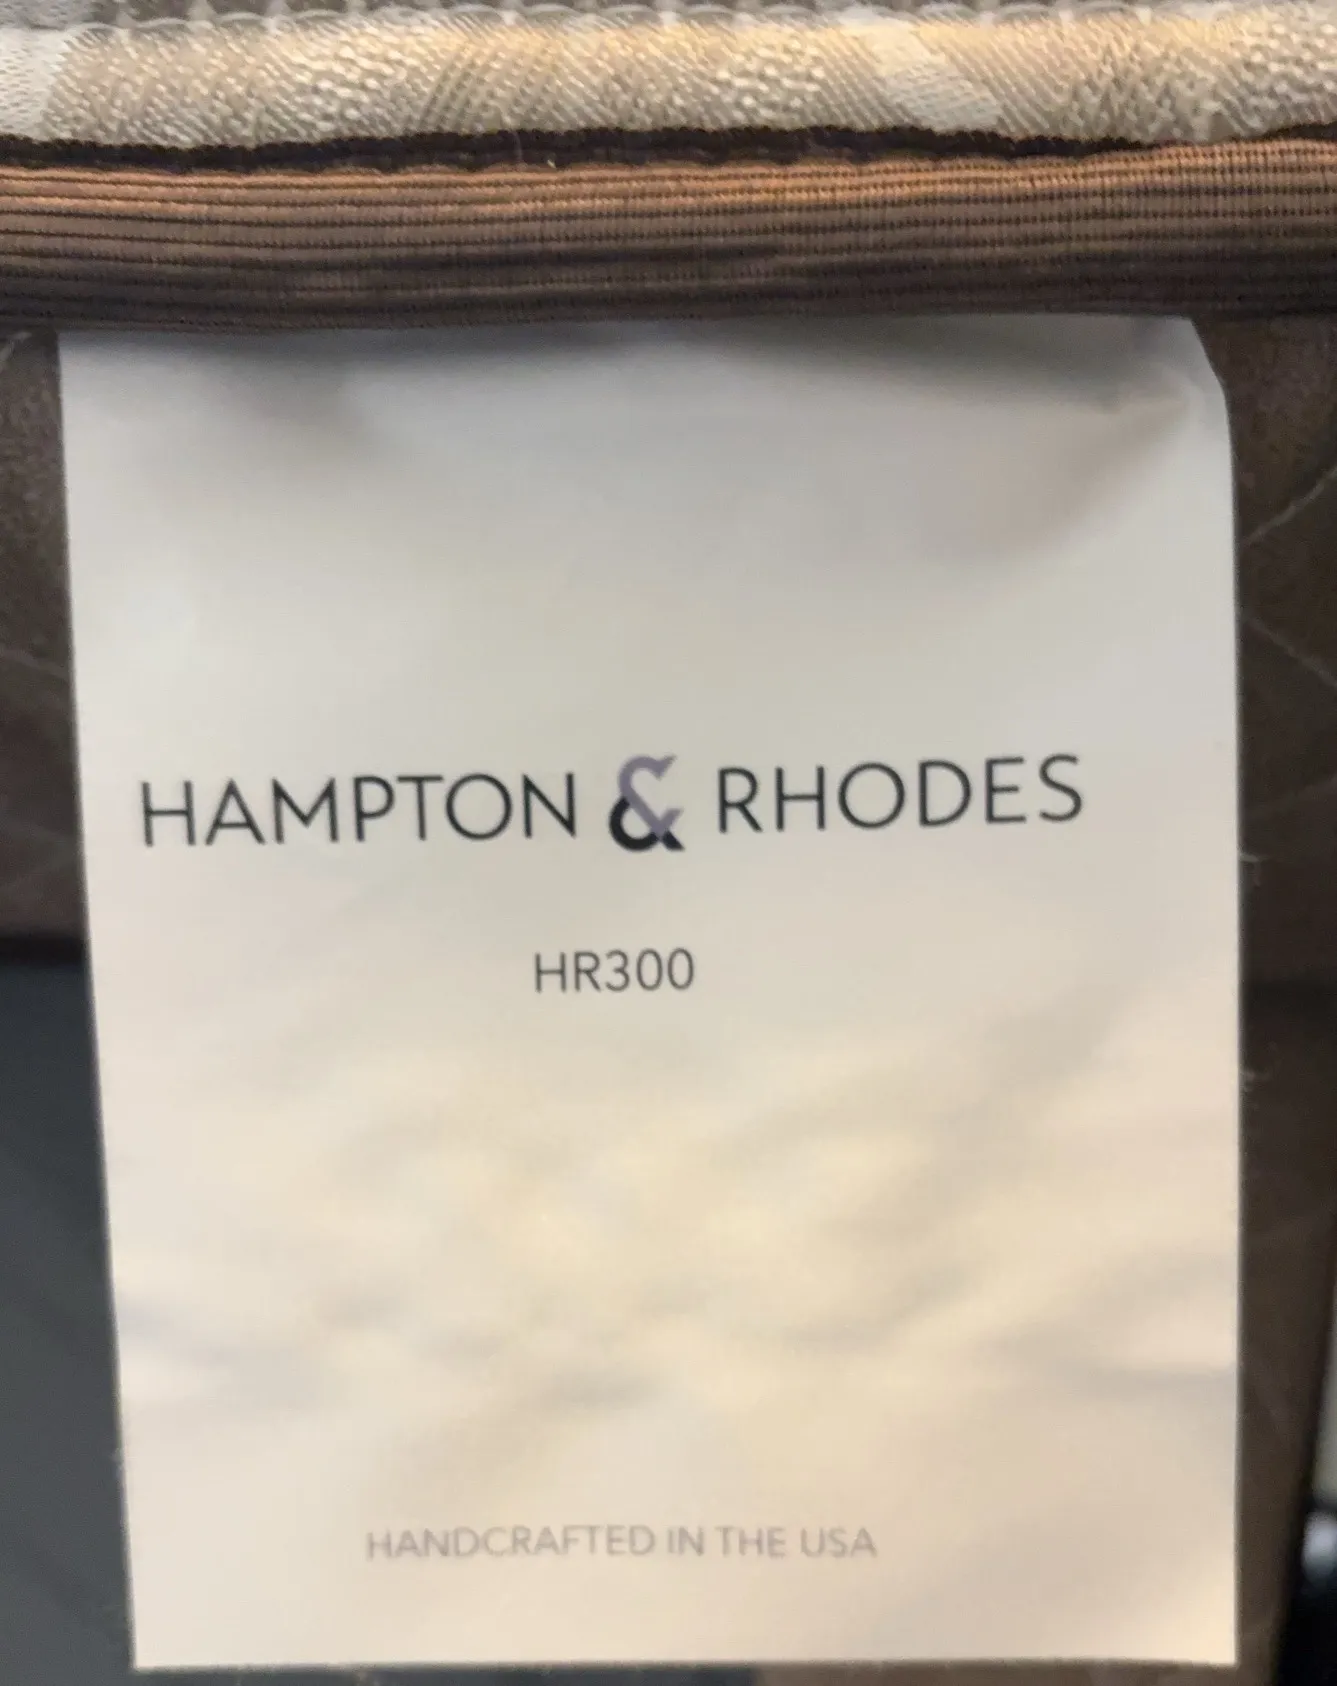 HAMPTON & RHODES
HR300
HANDCRAFTED IN THE USA